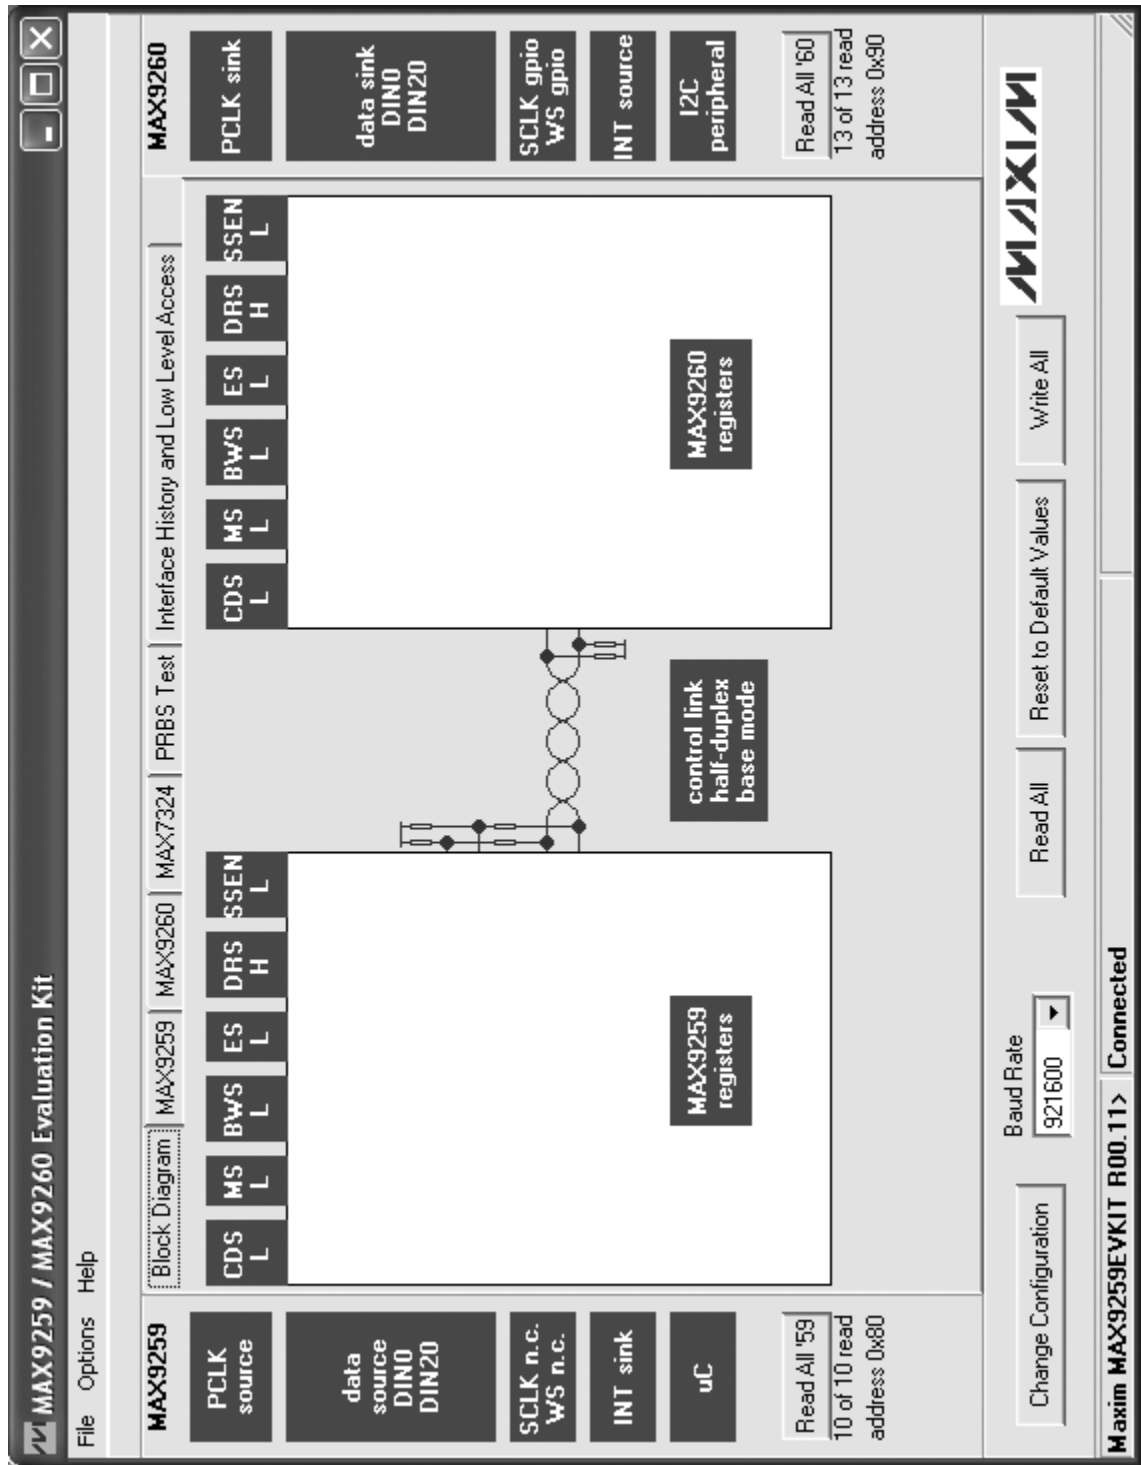 MAX9259 / MAX9260 Evaluation Kit
File Options Help
MAX9259
PCLK
source
data
source
DIN0
DIN20
SCLK n.c.
WS n.c.
INT sink
uC
Read All '59
10 of 10 read
address 0x80
Block Diagram MAX9259 MAX9260 MAX7324 PRBS Test Interface History and Low Level Access
CDS
L
MS
L
BWS
L
ES
L
DRS
H
SSEN
L
MAX9259
registers
control link
half-duplex
base mode
CDS
L
MS
L
BWS
L
ES
L
DRS
H
SSEN
L
MAX9260
registers
MAX9260
PCLK sink
data sink
DIN0
DIN20
SCLK gpio
WS gpio
INT source
I2C
peripheral
Read All '60
13 of 13 read
address 0x90
Change Configuration
Baud Rate
921600
Read All
Reset to Default Values
Write All
MAXIM
Maxim MAX9259EVKIT R00.11> Connected